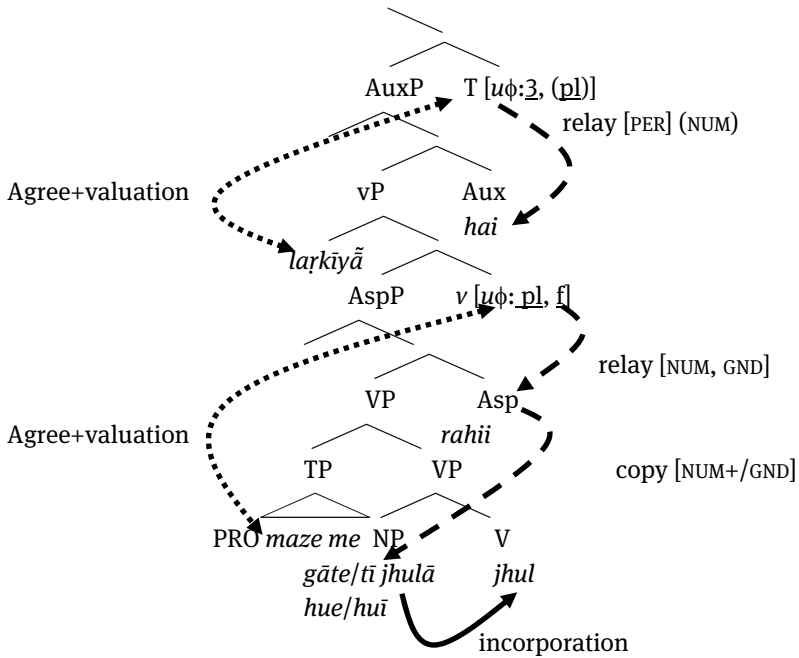 AuxP T [uϕ:3, (pl)]
relay [PER] (NUM)
Agree+valuation vP Aux
hai
laṛkīyā̃
AspP v [uϕ: pl, f]
relay [NUM, GND]
VP Asp
Agree+valuation rahii
TP VP copy [NUM+/GND]
PRO maze me NP V
gāte/tī jhulā jhul
hue/huī
incorporation